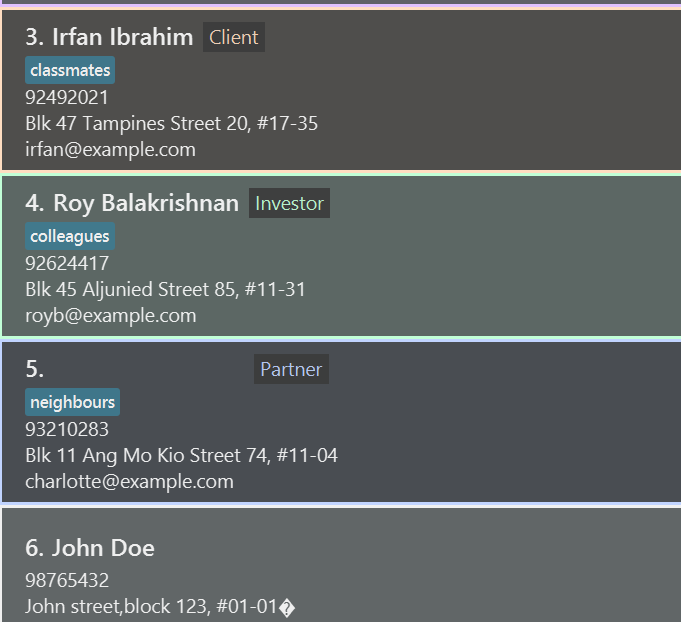 3. Irfan Ibrahim Client
classmates
92492021
Blk 47 Tampines Street 20, #17-35
irfan@example.com
4. Roy Balakrishnan Investor
colleagues
92624417
Blk 45 Aljunied Street 85, #11-31
royb@example.com
5. Partner
neighbours
93210283
Blk 11 Ang Mo Kio Street 74, #11-04
charlotte@example.com
6. John Doe
98765432
John street,block 123, #01-01�